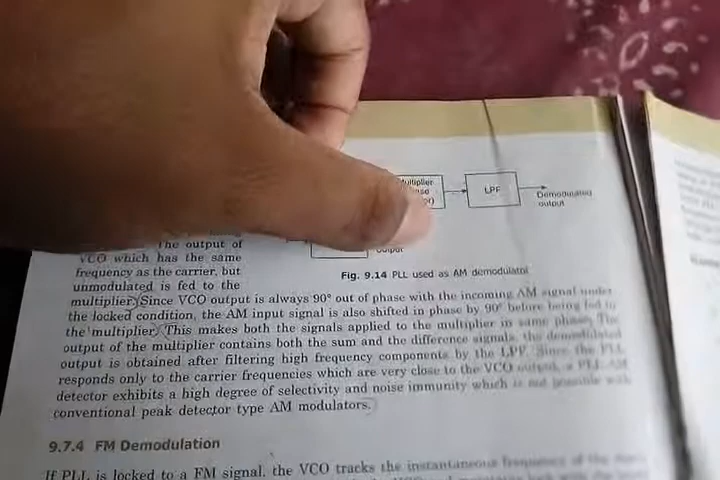 Multiplier
LPF
Demodulated
output
output
The output of
VCO which has the same
frequency as the carrier, but
unmodulated is fed to the
Fig. 9.14 PLL used as AM demodulator
multiplier. Since VCO output is always 90° out of phase with the incoming AM signal under
the locked condition, the AM input signal is also shifted in phase by 90° before being fed to
the multiplier. This makes both the signals applied to the multiplier in same phase. The
output of the multiplier contains both the sum and the difference signals, the demodulated
output is obtained after filtering high frequency components by the LPF. Since the PLL
responds only to the carrier frequencies which are very close to the VCO output, a PLL AM
detector exhibits a high degree of selectivity and noise immunity which is not possible with
conventional peak detector type AM modulators.
9.7.4 FM Demodulation
If PLL is locked to a FM signal, the VCO tracks the instantaneous frequency of the